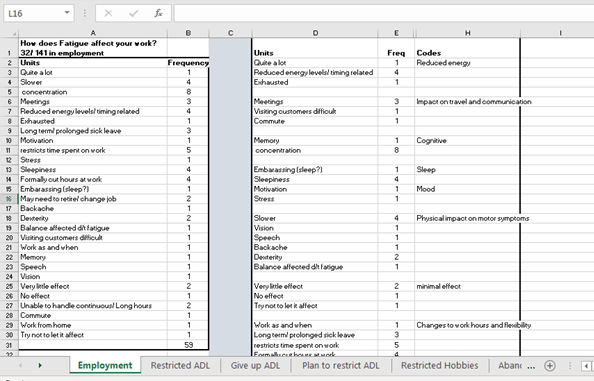 L16
fx
A B C D E H I
1 How does Fatigue affect your work? 32/ 141 in employment Units Freq Codes
2 Units Frequency Quite a lot 1 Reduced energy
3 Quite a lot 1 Reduced energy levels/ timing related 4
4 Slower 4 Exhausted 1
5 concentration 8
6 Meetings 3 Meetings 3 Impact on travel and communication
7 Reduced energy levels/ timing related 4 Visiting customers difficult 1
8 Exhausted 1 Commute 1
9 Long term/ prolonged sick leave 3
10 Motivation 1 Memory 1 Cognitive
11 restricts time spent on work 5 concentration 8
12 Stress 1
13 Sleepiness 4 Embarassing (sleep?) 1 Sleep
14 Formally cut hours at work 4 Sleepiness 4
15 Embarassing (sleep?) 1 Motivation 1 Mood
16 May need to retire/ change job 2 Stress 1
17 Backache 1
18 Dexterity 2 Slower 4 Physical impact on motor symptoms
19 Balance affected d/t fatigue 1 Vision 1
20 Visiting customers difficult 1 Speech 1
21 Work as and when 1 Backache 1
22 Memory 1 Dexterity 2
23 Speech 1 Balance affected d/t fatigue 1
24 Vision 1
25 Very little effect 2 Very little effect 2 minimal effect
26 No effect 1 No effect 1
27 Unable to handle continuous/ Long hours 2 Try not to let it affect 1
28 Commute 1
29 Work from home 1 Work as and when 1 Changes to work hours and flexibility
30 Try not to let it affect 1 Long term/ prolonged sick leave 3
31 59 restricts time spent on work 5
32 Formally cut hours at work 4
Employment Restricted ADL Give up ADL Plan to restrict ADL Restricted Hobbies Aban ...